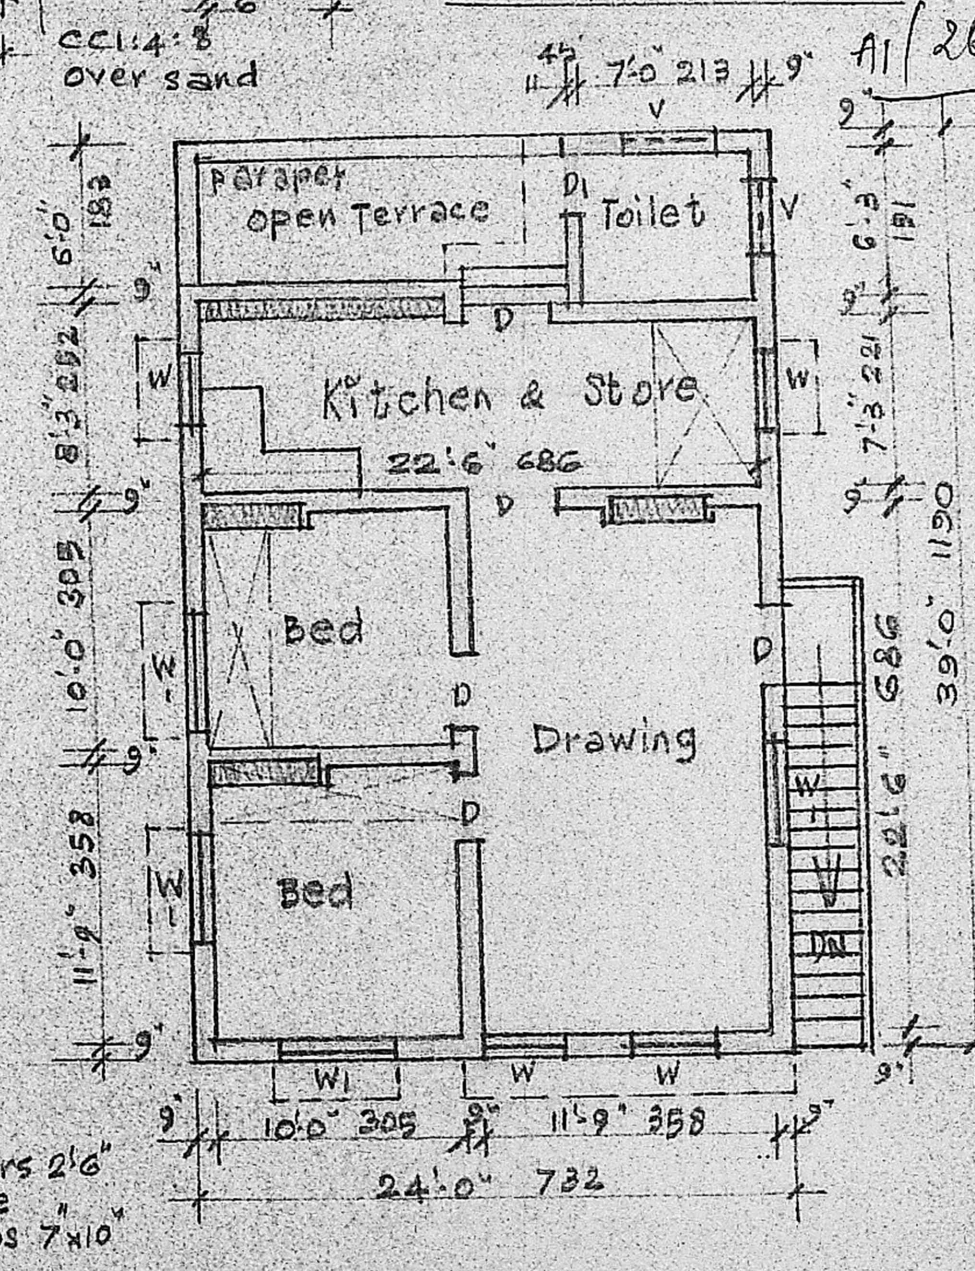 6
CC1:4:8
over sand
4½" 7'-0" 213 9"
A1/
V
9"
parapet
open Terrace
D1
Toilet
V
6'-0"
183
6'-3"
191
9"
9"
D
W
Kitchen & Store
W
8'-3" 252
7'-3" 221
22'-6" 686
9"
D
9"
10'-0" 305
Bed
W
D
D
Drawing
9"
686
22'-6"
39'-0" 1190
W
D
11'-9" 358
Bed
W
DN
9"
W1
W
W
9"
9"
10'-0" 305
9"
11'-9" 358
9"
rs 2'6"
24'-0" 732
7"x10"